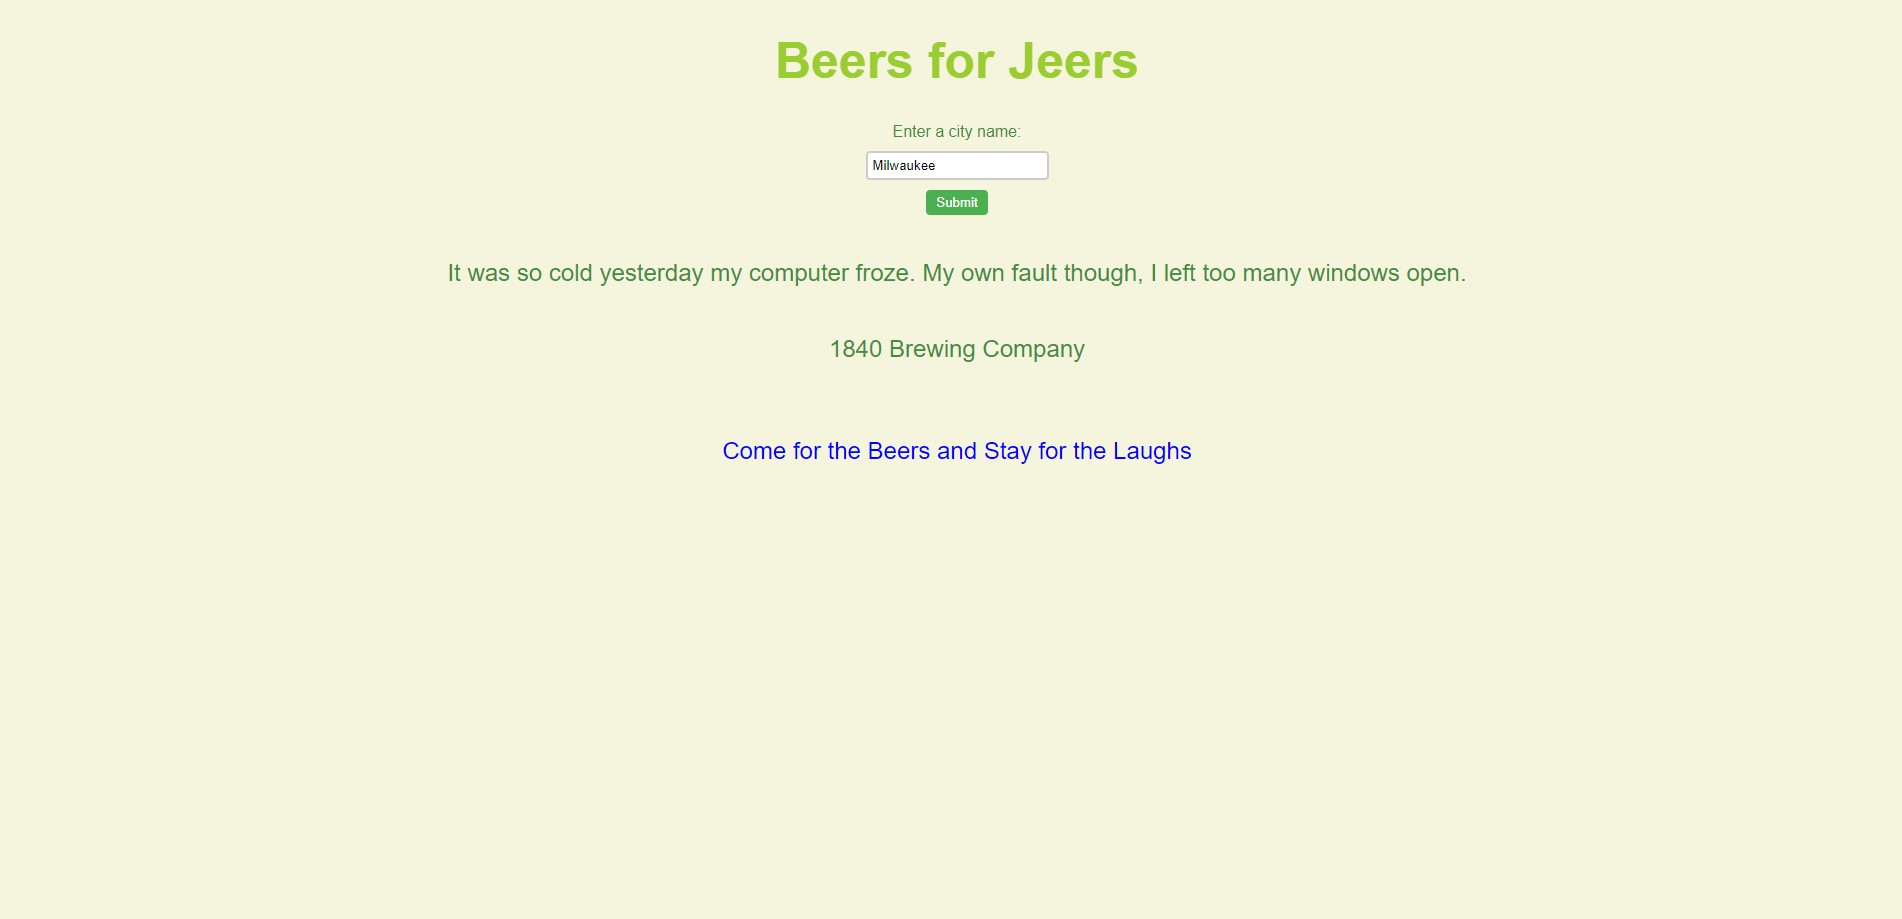 Beers for Jeers
Enter a city name:
Milwaukee
Submit
It was so cold yesterday my computer froze. My own fault though, I left too many windows open.
1840 Brewing Company
Come for the Beers and Stay for the Laughs